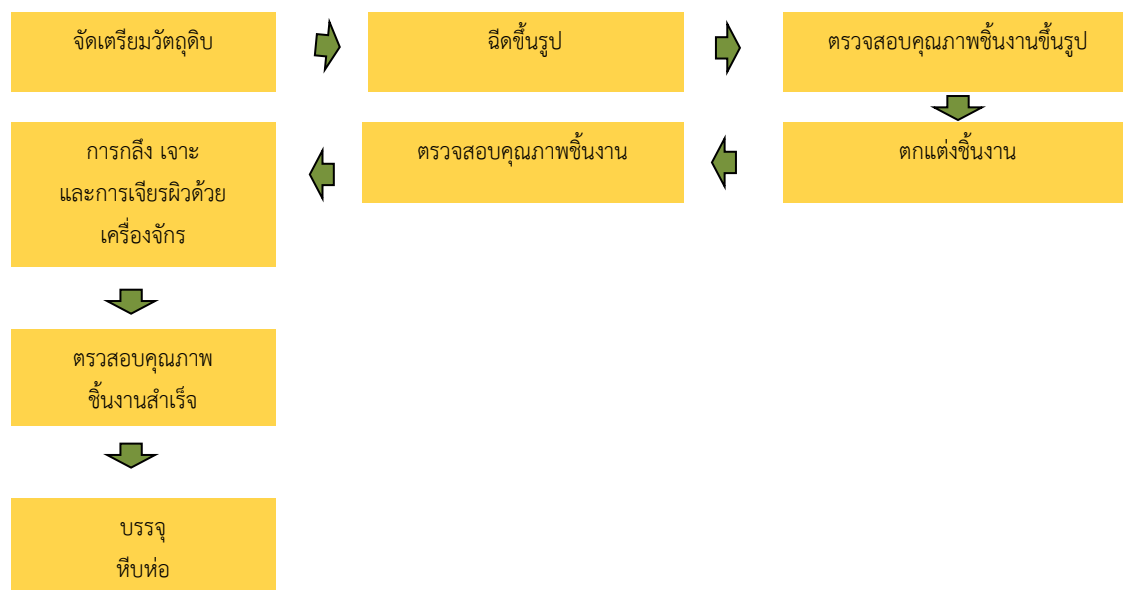 จัดเตรียมวัตถุดิบ
ฉีดขึ้นรูป
ตรวจสอบคุณภาพชิ้นงานขึ้นรูป
ตกแต่งชิ้นงาน
ตรวจสอบคุณภาพชิ้นงาน
การกลึง เจาะ
และการเจียรผิวด้วย
เครื่องจักร
ตรวสอบคุณภาพ
ชิ้นงานสำเร็จ
บรรจุ
หีบห่อ